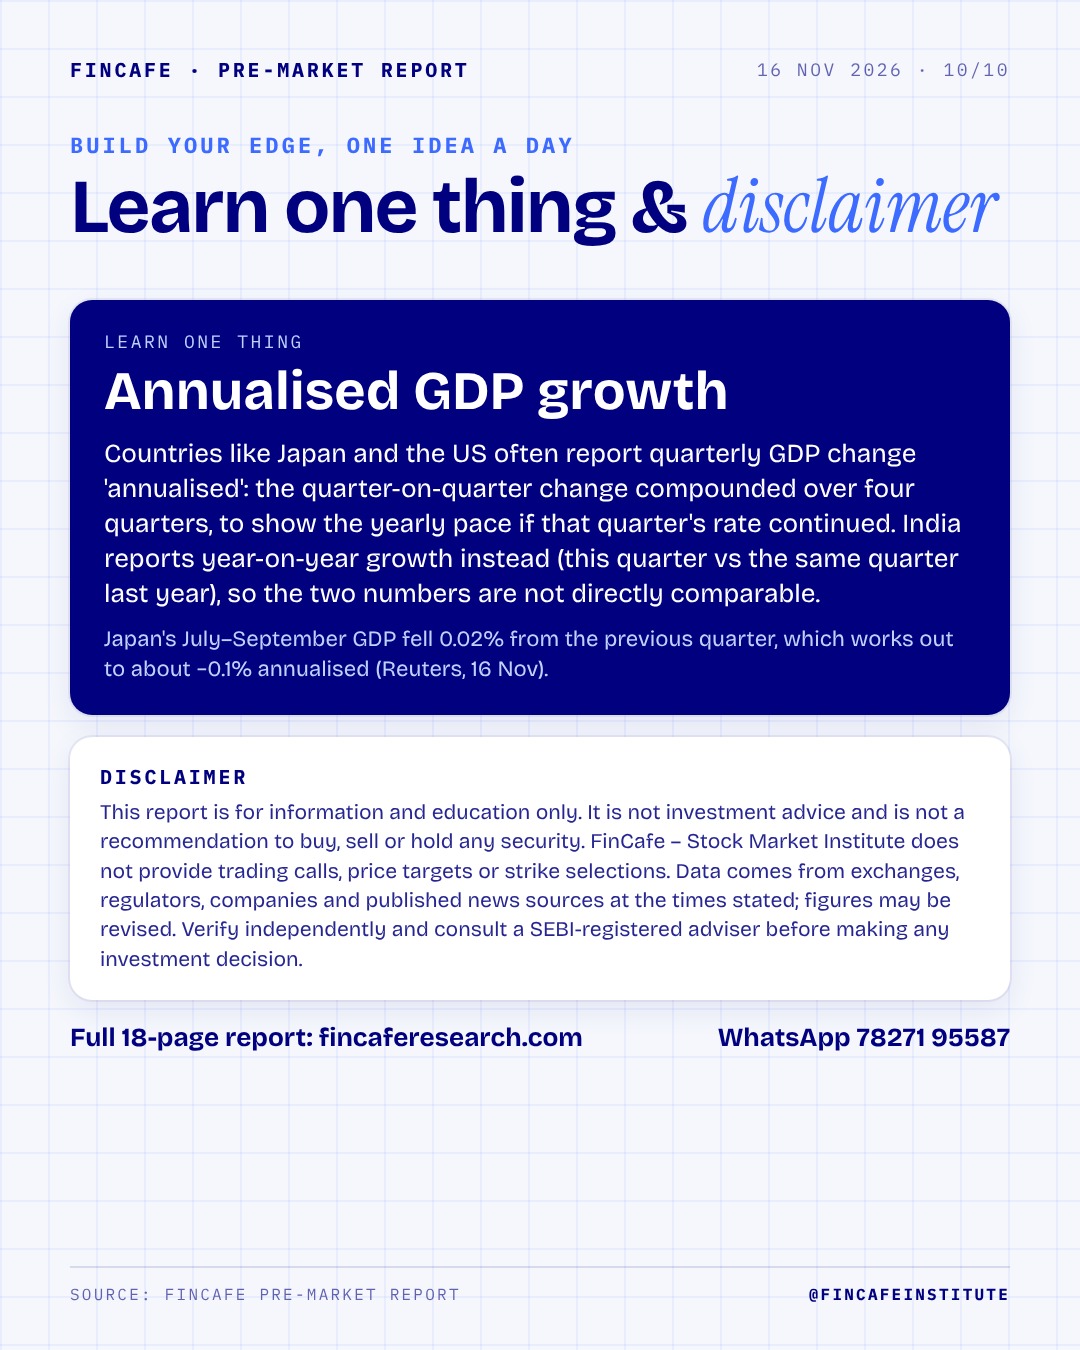 FINCAFE · PRE-MARKET REPORT
16 NOV 2026 · 10/10
BUILD YOUR EDGE, ONE IDEA A DAY
Learn one thing & disclaimer
LEARN ONE THING
Annualised GDP growth
Countries like Japan and the US often report quarterly GDP change
'annualised': the quarter-on-quarter change compounded over four
quarters, to show the yearly pace if that quarter's rate continued. India
reports year-on-year growth instead (this quarter vs the same quarter
last year), so the two numbers are not directly comparable.
Japan's July–September GDP fell 0.02% from the previous quarter, which works out
to about −0.1% annualised (Reuters, 16 Nov).
DISCLAIMER
This report is for information and education only. It is not investment advice and is not a
recommendation to buy, sell or hold any security. FinCafe – Stock Market Institute does
not provide trading calls, price targets or strike selections. Data comes from exchanges,
regulators, companies and published news sources at the times stated; figures may be
revised. Verify independently and consult a SEBI-registered adviser before making any
investment decision.
Full 18-page report: fincaferesearch.com
WhatsApp 78271 95587
SOURCE: FINCAFE PRE-MARKET REPORT
@FINCAFEINSTITUTE